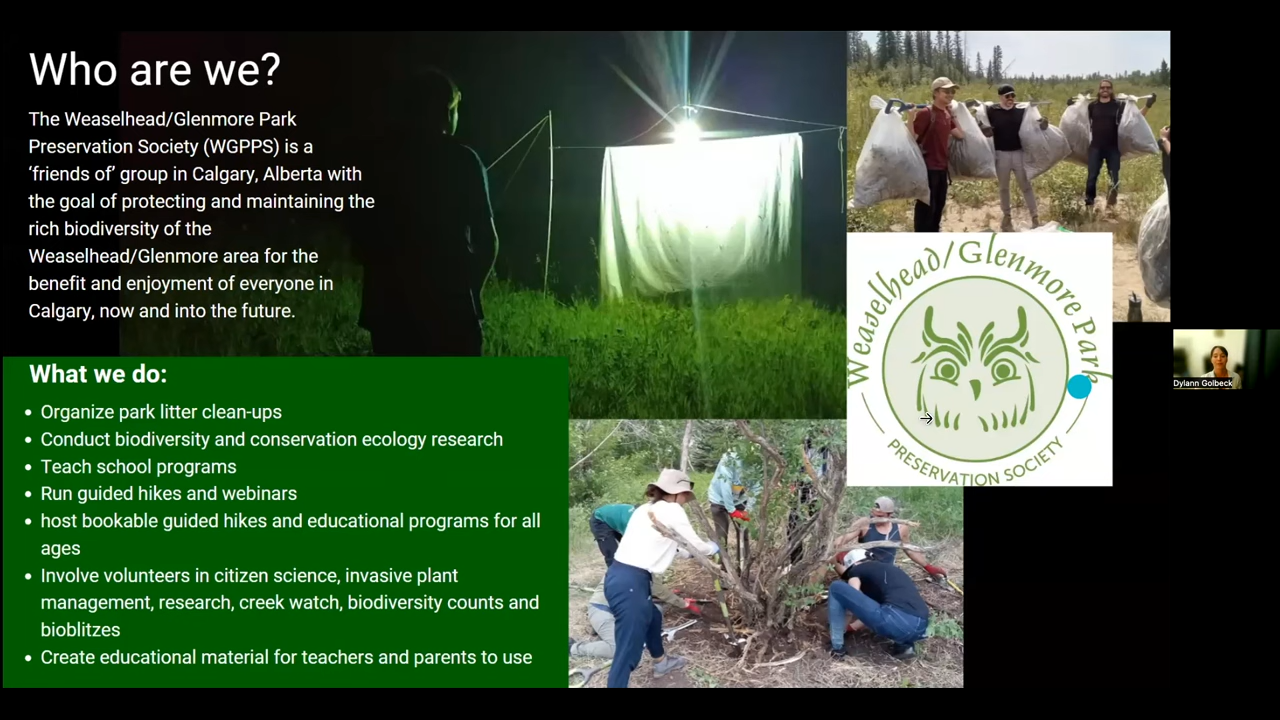 Who are we?
The Weaselhead/Glenmore Park
Preservation Society (WGPPS) is a
‘friends of’ group in Calgary, Alberta with
the goal of protecting and maintaining the
rich biodiversity of the
Weaselhead/Glenmore area for the
benefit and enjoyment of everyone in
Calgary, now and into the future.
What we do:
• Organize park litter clean-ups
• Conduct biodiversity and conservation ecology research
• Teach school programs
• Run guided hikes and webinars
• host bookable guided hikes and educational programs for all
ages
• Involve volunteers in citizen science, invasive plant
management, research, creek watch, biodiversity counts and
bioblitzes
• Create educational material for teachers and parents to use
Weaselhead/Glenmore Park
PRESERVATION SOCIETY
Dylann Golbeck